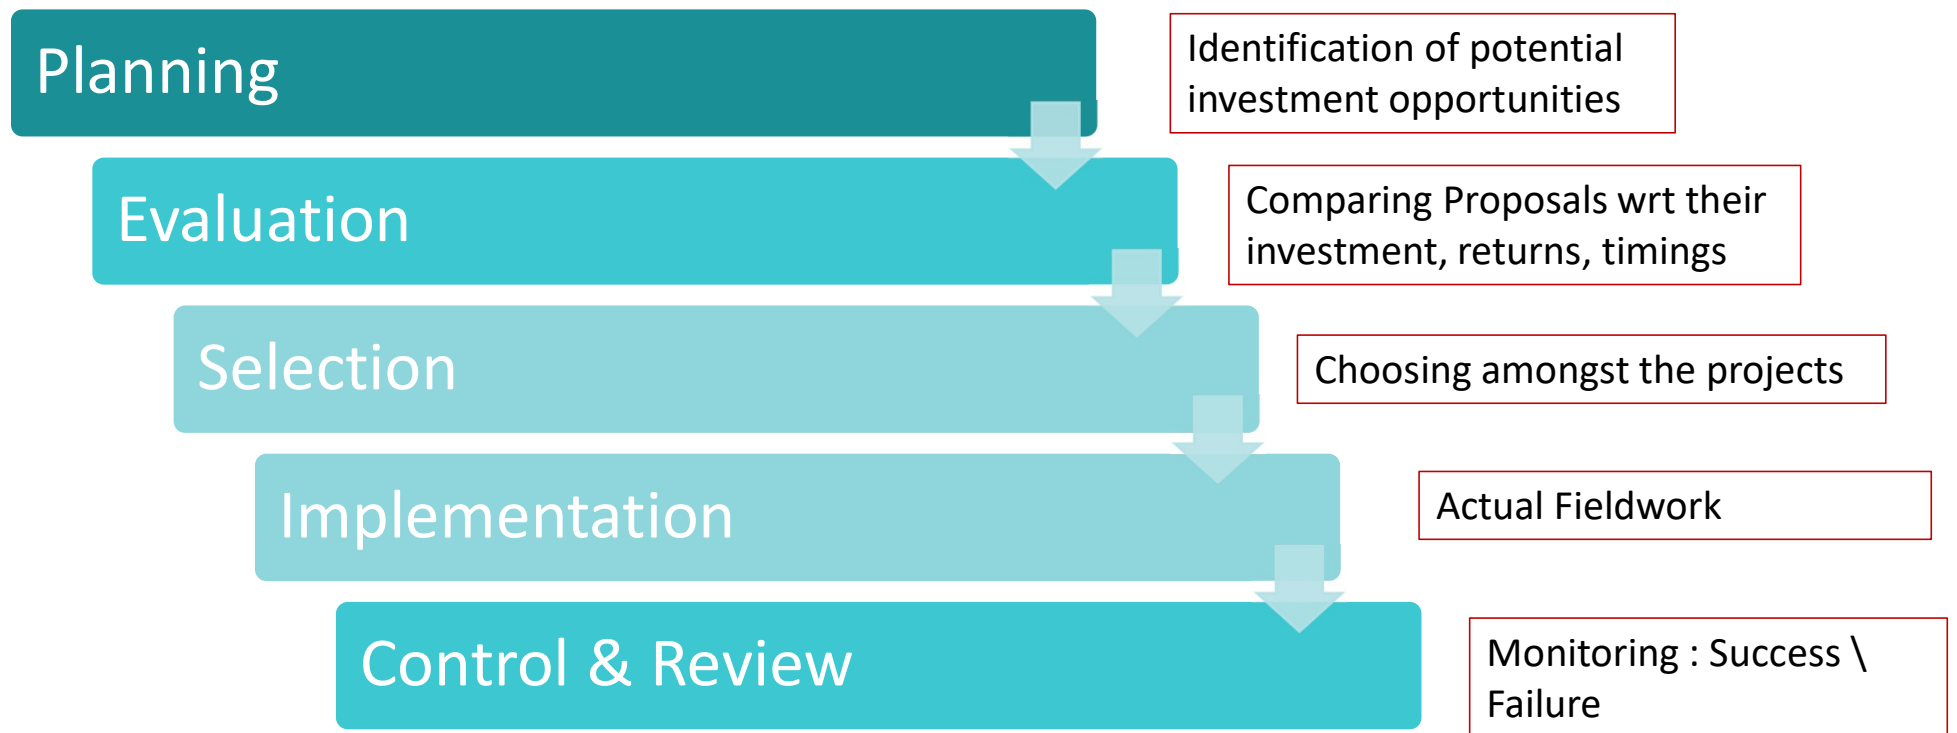 Planning
Identification of potential
investment opportunities
Evaluation
Comparing Proposals wrt their
investment, returns, timings
Selection
Choosing amongst the projects
Implementation
Actual Fieldwork
Control & Review
Monitoring : Success \
Failure